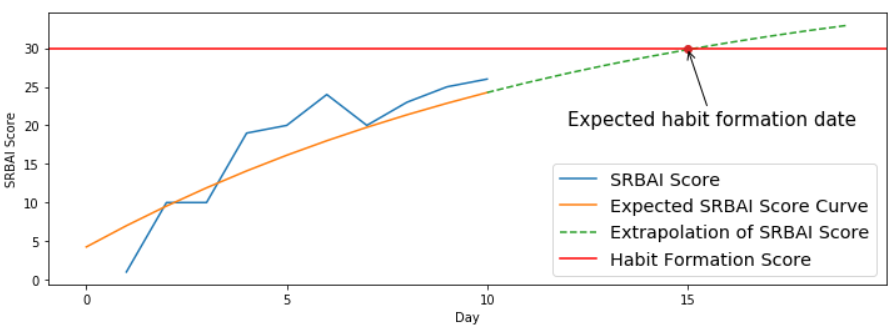 30
25
20
15
10
5
0
SRBAI Score
0
5
10
15
Day
Expected habit formation date
SRBAI Score
Expected SRBAI Score Curve
Extrapolation of SRBAI Score
Habit Formation Score